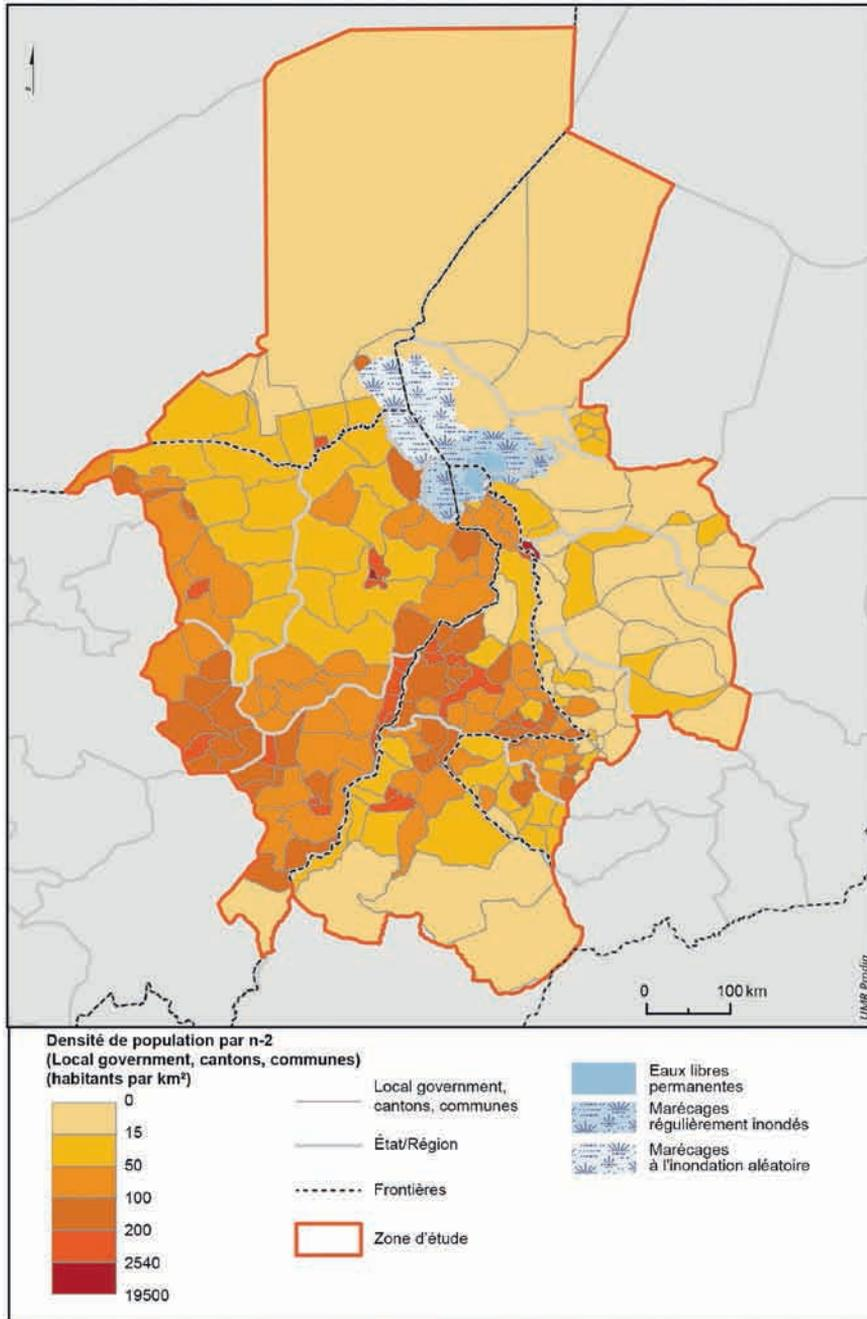 0 100 km
UMR Prodig
Densité de population par n-2
(Local government, cantons, communes)
(habitants par km²)
0
15
50
100
200
2540
19500
Local government,
cantons, communes
État/Région
Frontières
Zone d'étude
Eaux libres
permanentes
Marécages
régulièrement inondés
Marécages
à l'inondation aléatoire